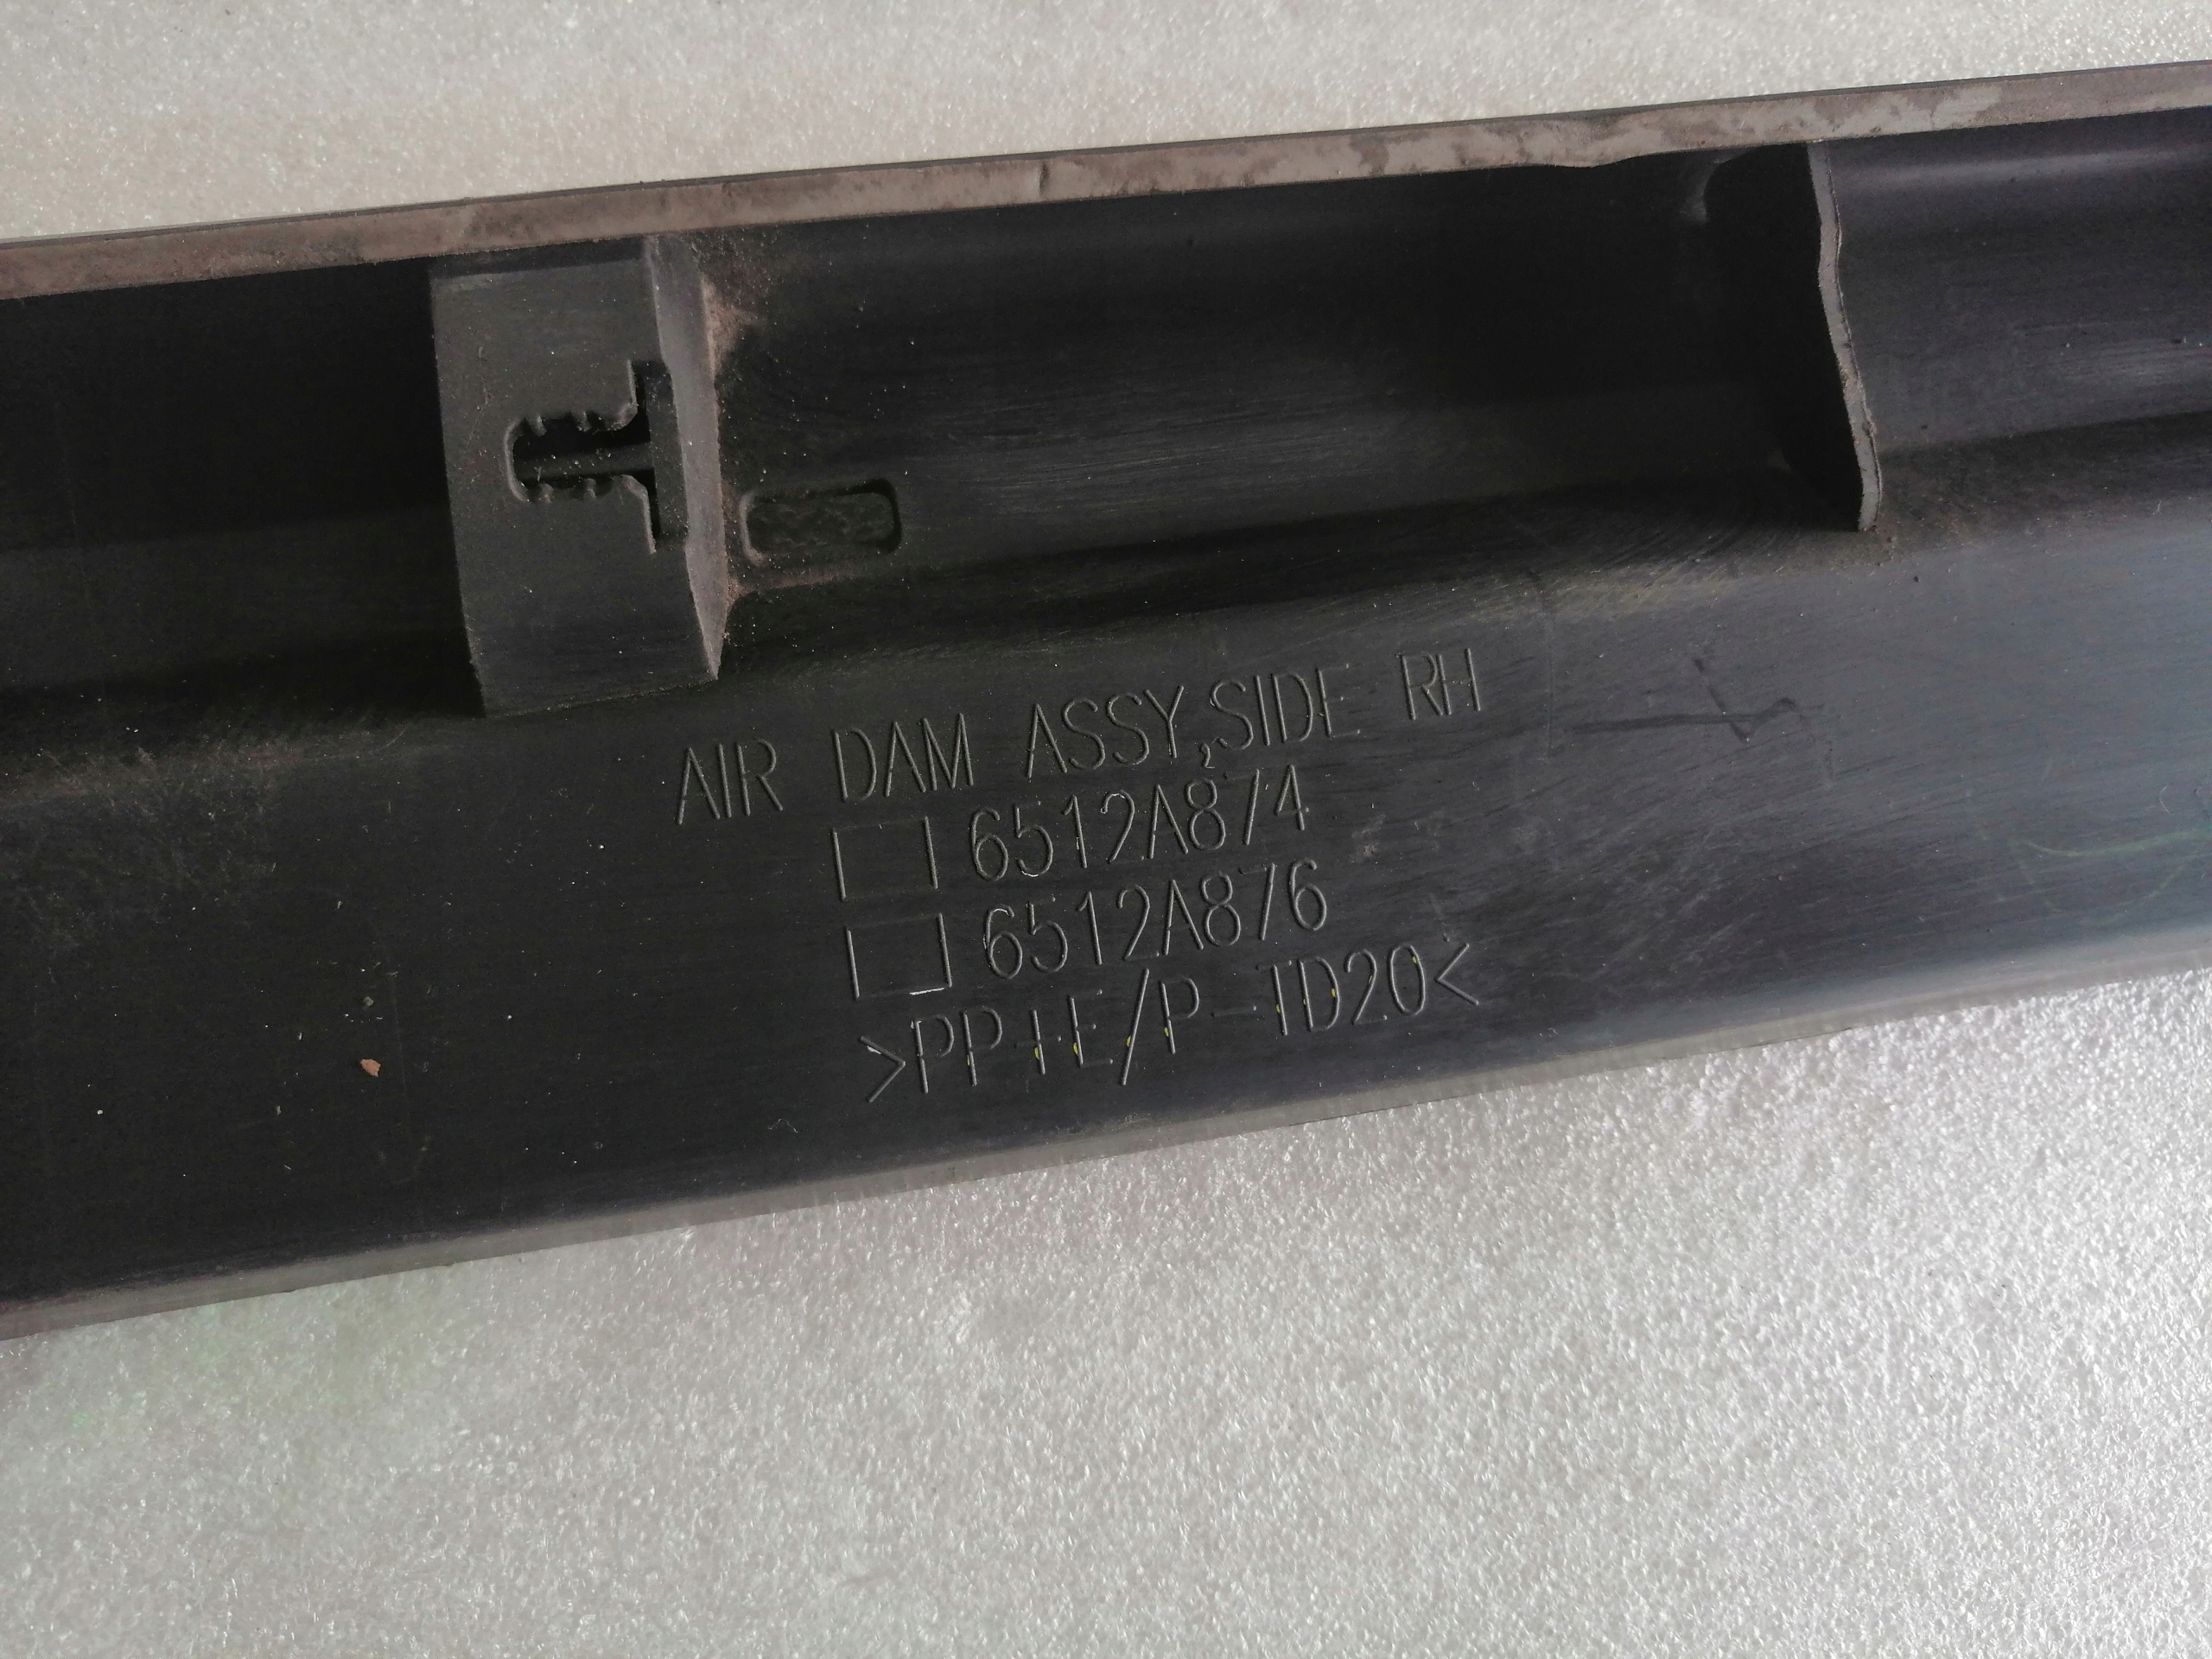 AIR DAM ASSY,SIDE RH
□6512A874
□6512A876
>PP+E/P-TD20<